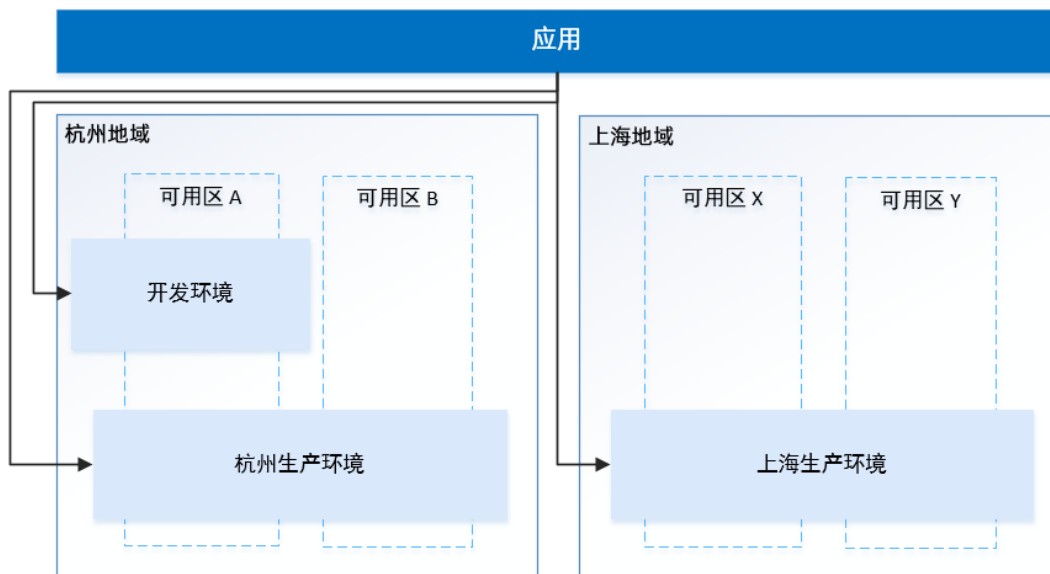 应用
杭州地域
可用区 A
可用区 B
开发环境
杭州生产环境
上海地域
可用区 X
可用区 Y
上海生产环境